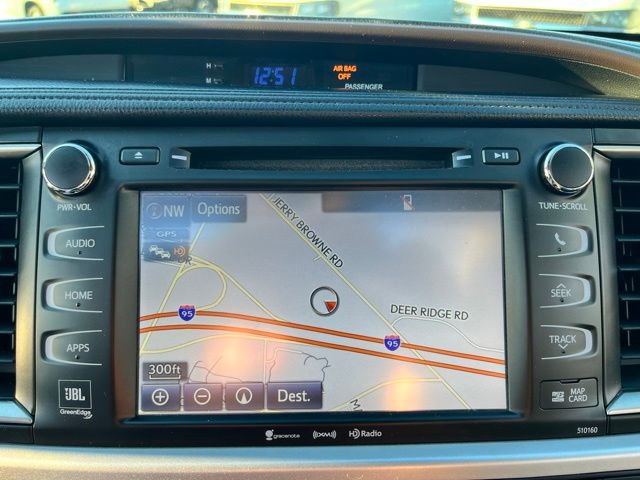 H
M
12:51
AIR BAG
OFF
PASSENGER
PWR•VOL
TUNE•SCROLL
NW
Options
GPS
JERRY BROWNE RD
DEER RIDGE RD
95
95
300ft
Dest.
AUDIO
HOME
APPS
SEEK
TRACK
MAP
CARD
JBL
GreenEdge
gracenote
((XM))
HD Radio
510160